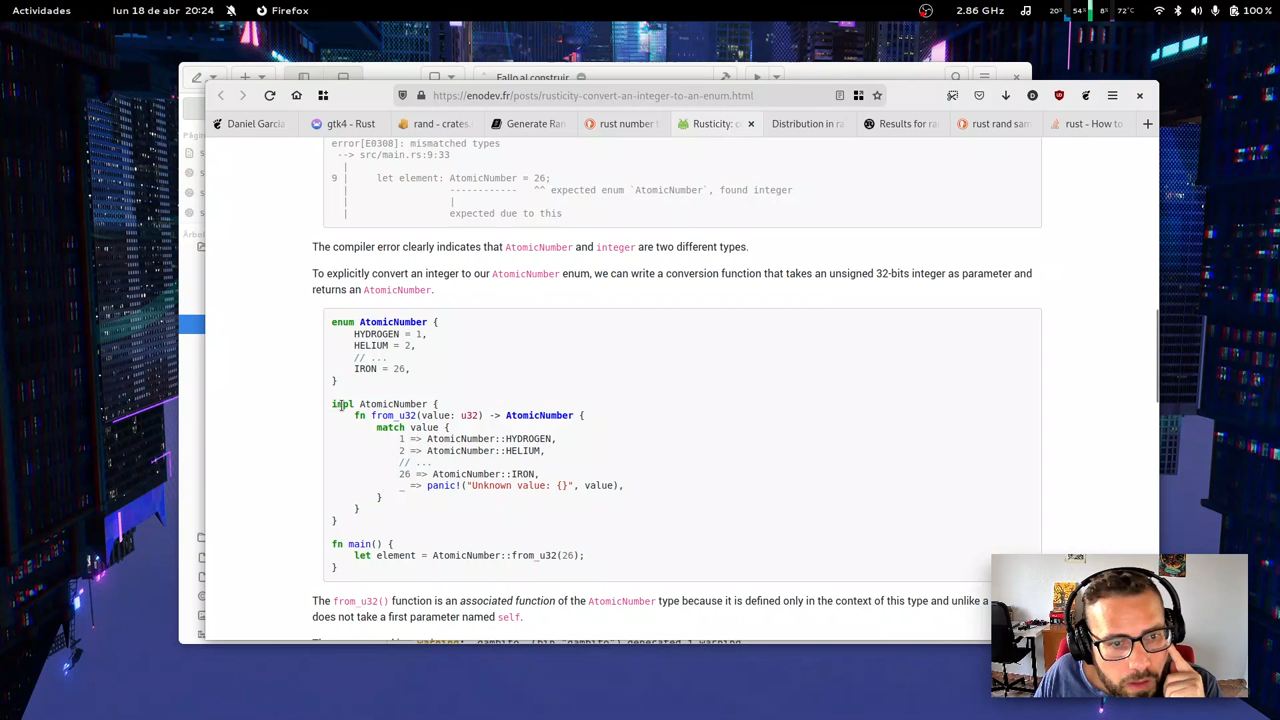 Actividades
lun 18 de abr 20:24
Firefox
2.86 GHz
20%
54%
8%
72°C
100 %
Fallo al construir
https://enodev.fr/posts/rusticity-convert-an-integer-to-an-enum.html
Daniel Garcia
gtk4 - Rust
rand - crates
Generate Ran
rust number t
Rusticity: c
Distribution in ra
Results for ra
rust rand sam
rust - How to
error[E0308]: mismatched types
--> src/main.rs:9:33
|
9 | let element: AtomicNumber = 26;
| ------------ ^^ expected enum `AtomicNumber`, found integer
| |
| expected due to this
The compiler error clearly indicates that AtomicNumber and integer are two different types.
To explicitly convert an integer to our AtomicNumber enum, we can write a conversion function that takes an unsigned 32-bits integer as parameter and
returns an AtomicNumber.
enum AtomicNumber {
HYDROGEN = 1,
HELIUM = 2,
// ...
IRON = 26,
}
impl AtomicNumber {
fn from_u32(value: u32) -> AtomicNumber {
match value {
1 => AtomicNumber::HYDROGEN,
2 => AtomicNumber::HELIUM,
// ...
26 => AtomicNumber::IRON,
_ => panic!("Unknown value: {}", value),
}
}
}
fn main() {
let element = AtomicNumber::from_u32(26);
}
The from_u32() function is an associated function of the AtomicNumber type because it is defined only in the context of this type and unlike a
does not take a first parameter named self.